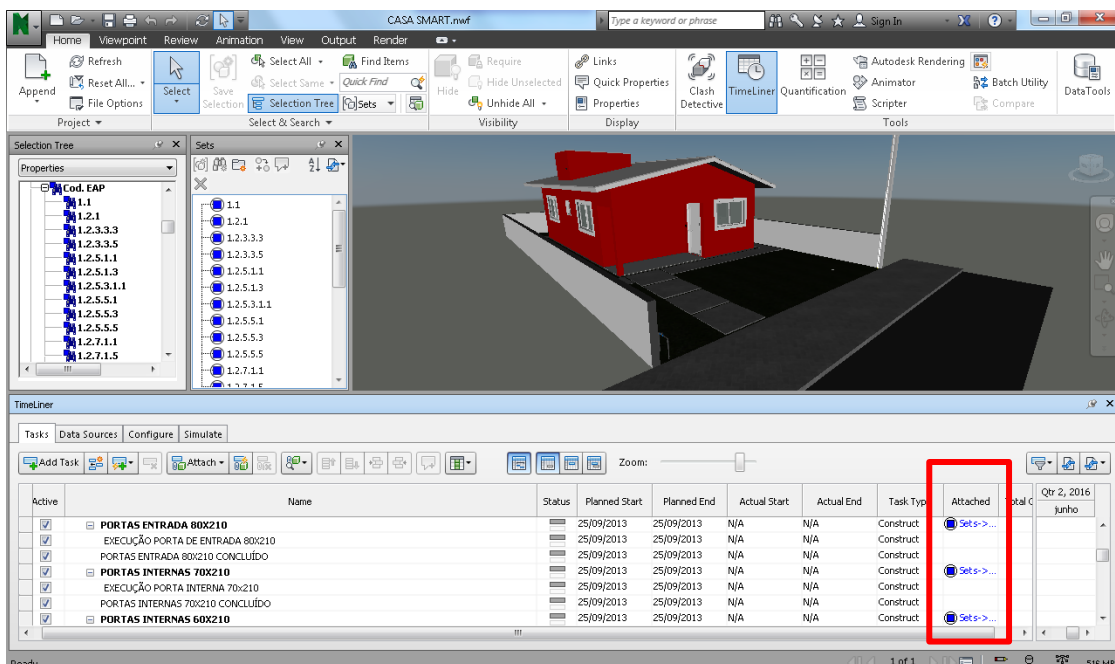 CASA SMART.nwf
Type a keyword or phrase
Sign In
Home Viewpoint Review Animation View Output Render
Append
Refresh
Reset All...
File Options
Project
Select
Save Selection
Select All
Select Same
Selection Tree
Find Items
Quick Find
Sets
Select & Search
Hide
Require
Hide Unselected
Unhide All
Visibility
Links
Quick Properties
Properties
Display
Clash Detective
TimeLiner
Quantification
Autodesk Rendering
Animator
Scripter
Batch Utility
Compare
DataTools
Tools
Selection Tree
Properties
Cod. EAP
1.1
1.2.1
1.2.3.3.3
1.2.3.3.5
1.2.5.1.1
1.2.5.1.3
1.2.5.3.1.1
1.2.5.5.1
1.2.5.5.3
1.2.5.5.5
1.2.7.1.1
1.2.7.1.5
Sets
1.1
1.2.1
1.2.3.3.3
1.2.3.3.5
1.2.5.1.1
1.2.5.1.3
1.2.5.3.1.1
1.2.5.5.1
1.2.5.5.3
1.2.5.5.5
1.2.7.1.1
1.2.7.1.5
TimeLiner
Tasks Data Sources Configure Simulate
Add Task Attach Zoom:
Active Name Status Planned Start Planned End Actual Start Actual End Task Typ Attached Total C Qtr 2, 2016
junho
PORTAS ENTRADA 80X210 25/09/2013 25/09/2013 N/A N/A Construct Sets->...
EXECUÇÃO PORTA DE ENTRADA 80X210 25/09/2013 25/09/2013 N/A N/A Construct
PORTAS ENTRADA 80X210 CONCLUÍDO 25/09/2013 25/09/2013 N/A N/A Construct
PORTAS INTERNAS 70X210 25/09/2013 25/09/2013 N/A N/A Construct Sets->...
EXECUÇÃO PORTA INTERNA 70x210 25/09/2013 25/09/2013 N/A N/A Construct
PORTAS INTERNAS 70X210 CONCLUÍDO 25/09/2013 25/09/2013 N/A N/A Construct
PORTAS INTERNAS 60X210 25/09/2013 25/09/2013 N/A N/A Construct Sets->...
Ready 1 of 1 516 MB